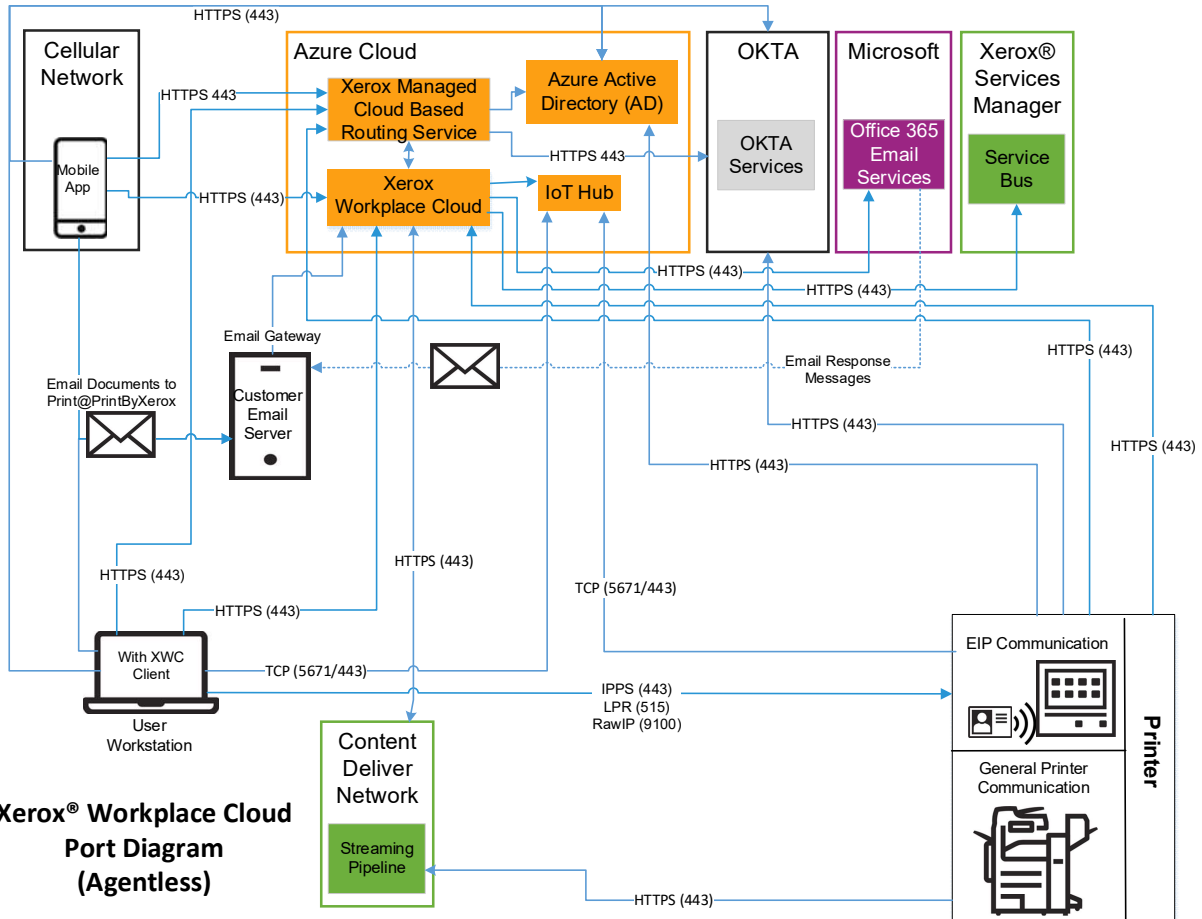 HTTPS (443)
Cellular
Network
Mobile
App
HTTPS 443
HTTPS (443)
Azure Cloud
Xerox Managed
Cloud Based
Routing Service
Azure Active
Directory (AD)
HTTPS 443
Xerox
Workplace Cloud
IoT Hub
OKTA
OKTA
Services
Microsoft
Office 365
Email
Services
Xerox®
Services
Manager
Service
Bus
HTTPS (443)
HTTPS (443)
Email Gateway
Customer
Email
Server
Email Documents to
Print@PrintByXerox
Email Response
Messages
HTTPS (443)
HTTPS (443)
HTTPS (443)
HTTPS (443)
HTTPS (443)
HTTPS (443)
HTTPS (443)
TCP (5671/443)
With XWC
Client
User
Workstation
TCP (5671/443)
IPPS (443)
LPR (515)
RawIP (9100)
EIP Communication
General Printer
Communication
Printer
Content
Deliver
Network
Streaming
Pipeline
HTTPS (443)
Xerox® Workplace Cloud
Port Diagram
(Agentless)